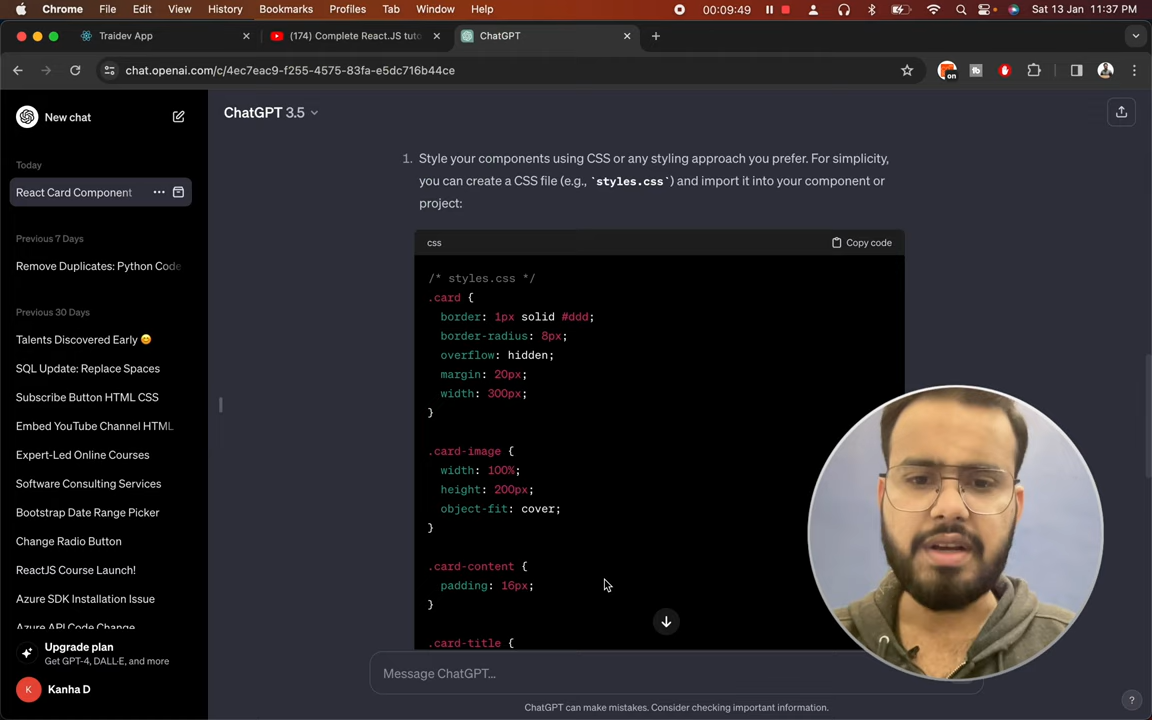 Chrome File Edit View History Bookmarks Profiles Tab Window Help 00:09:49 Sat 13 Jan 11:37 PM
Traidev App (174) Complete React.JS tuto ChatGPT
chat.openai.com/c/4ec7eac9-f255-4575-83fa-e5dc716b44ce
on
New chat
Today
React Card Component
Previous 7 Days
Remove Duplicates: Python Code
Previous 30 Days
Talents Discovered Early 😊
SQL Update: Replace Spaces
Subscribe Button HTML CSS
Embed YouTube Channel HTML
Expert-Led Online Courses
Software Consulting Services
Bootstrap Date Range Picker
Change Radio Button
ReactJS Course Launch!
Azure SDK Installation Issue
Azure API Code Change
Upgrade plan
Get GPT-4, DALL·E, and more
K Kanha D
ChatGPT 3.5
1. Style your components using CSS or any styling approach you prefer. For simplicity,
you can create a CSS file (e.g., `styles.css`) and import it into your component or
project:
css Copy code
/* styles.css */
.card {
border: 1px solid #ddd;
border-radius: 8px;
overflow: hidden;
margin: 20px;
width: 300px;
}
.card-image {
width: 100%;
height: 200px;
object-fit: cover;
}
.card-content {
padding: 16px;
}
.card-title {
Message ChatGPT...
ChatGPT can make mistakes. Consider checking important information.
?